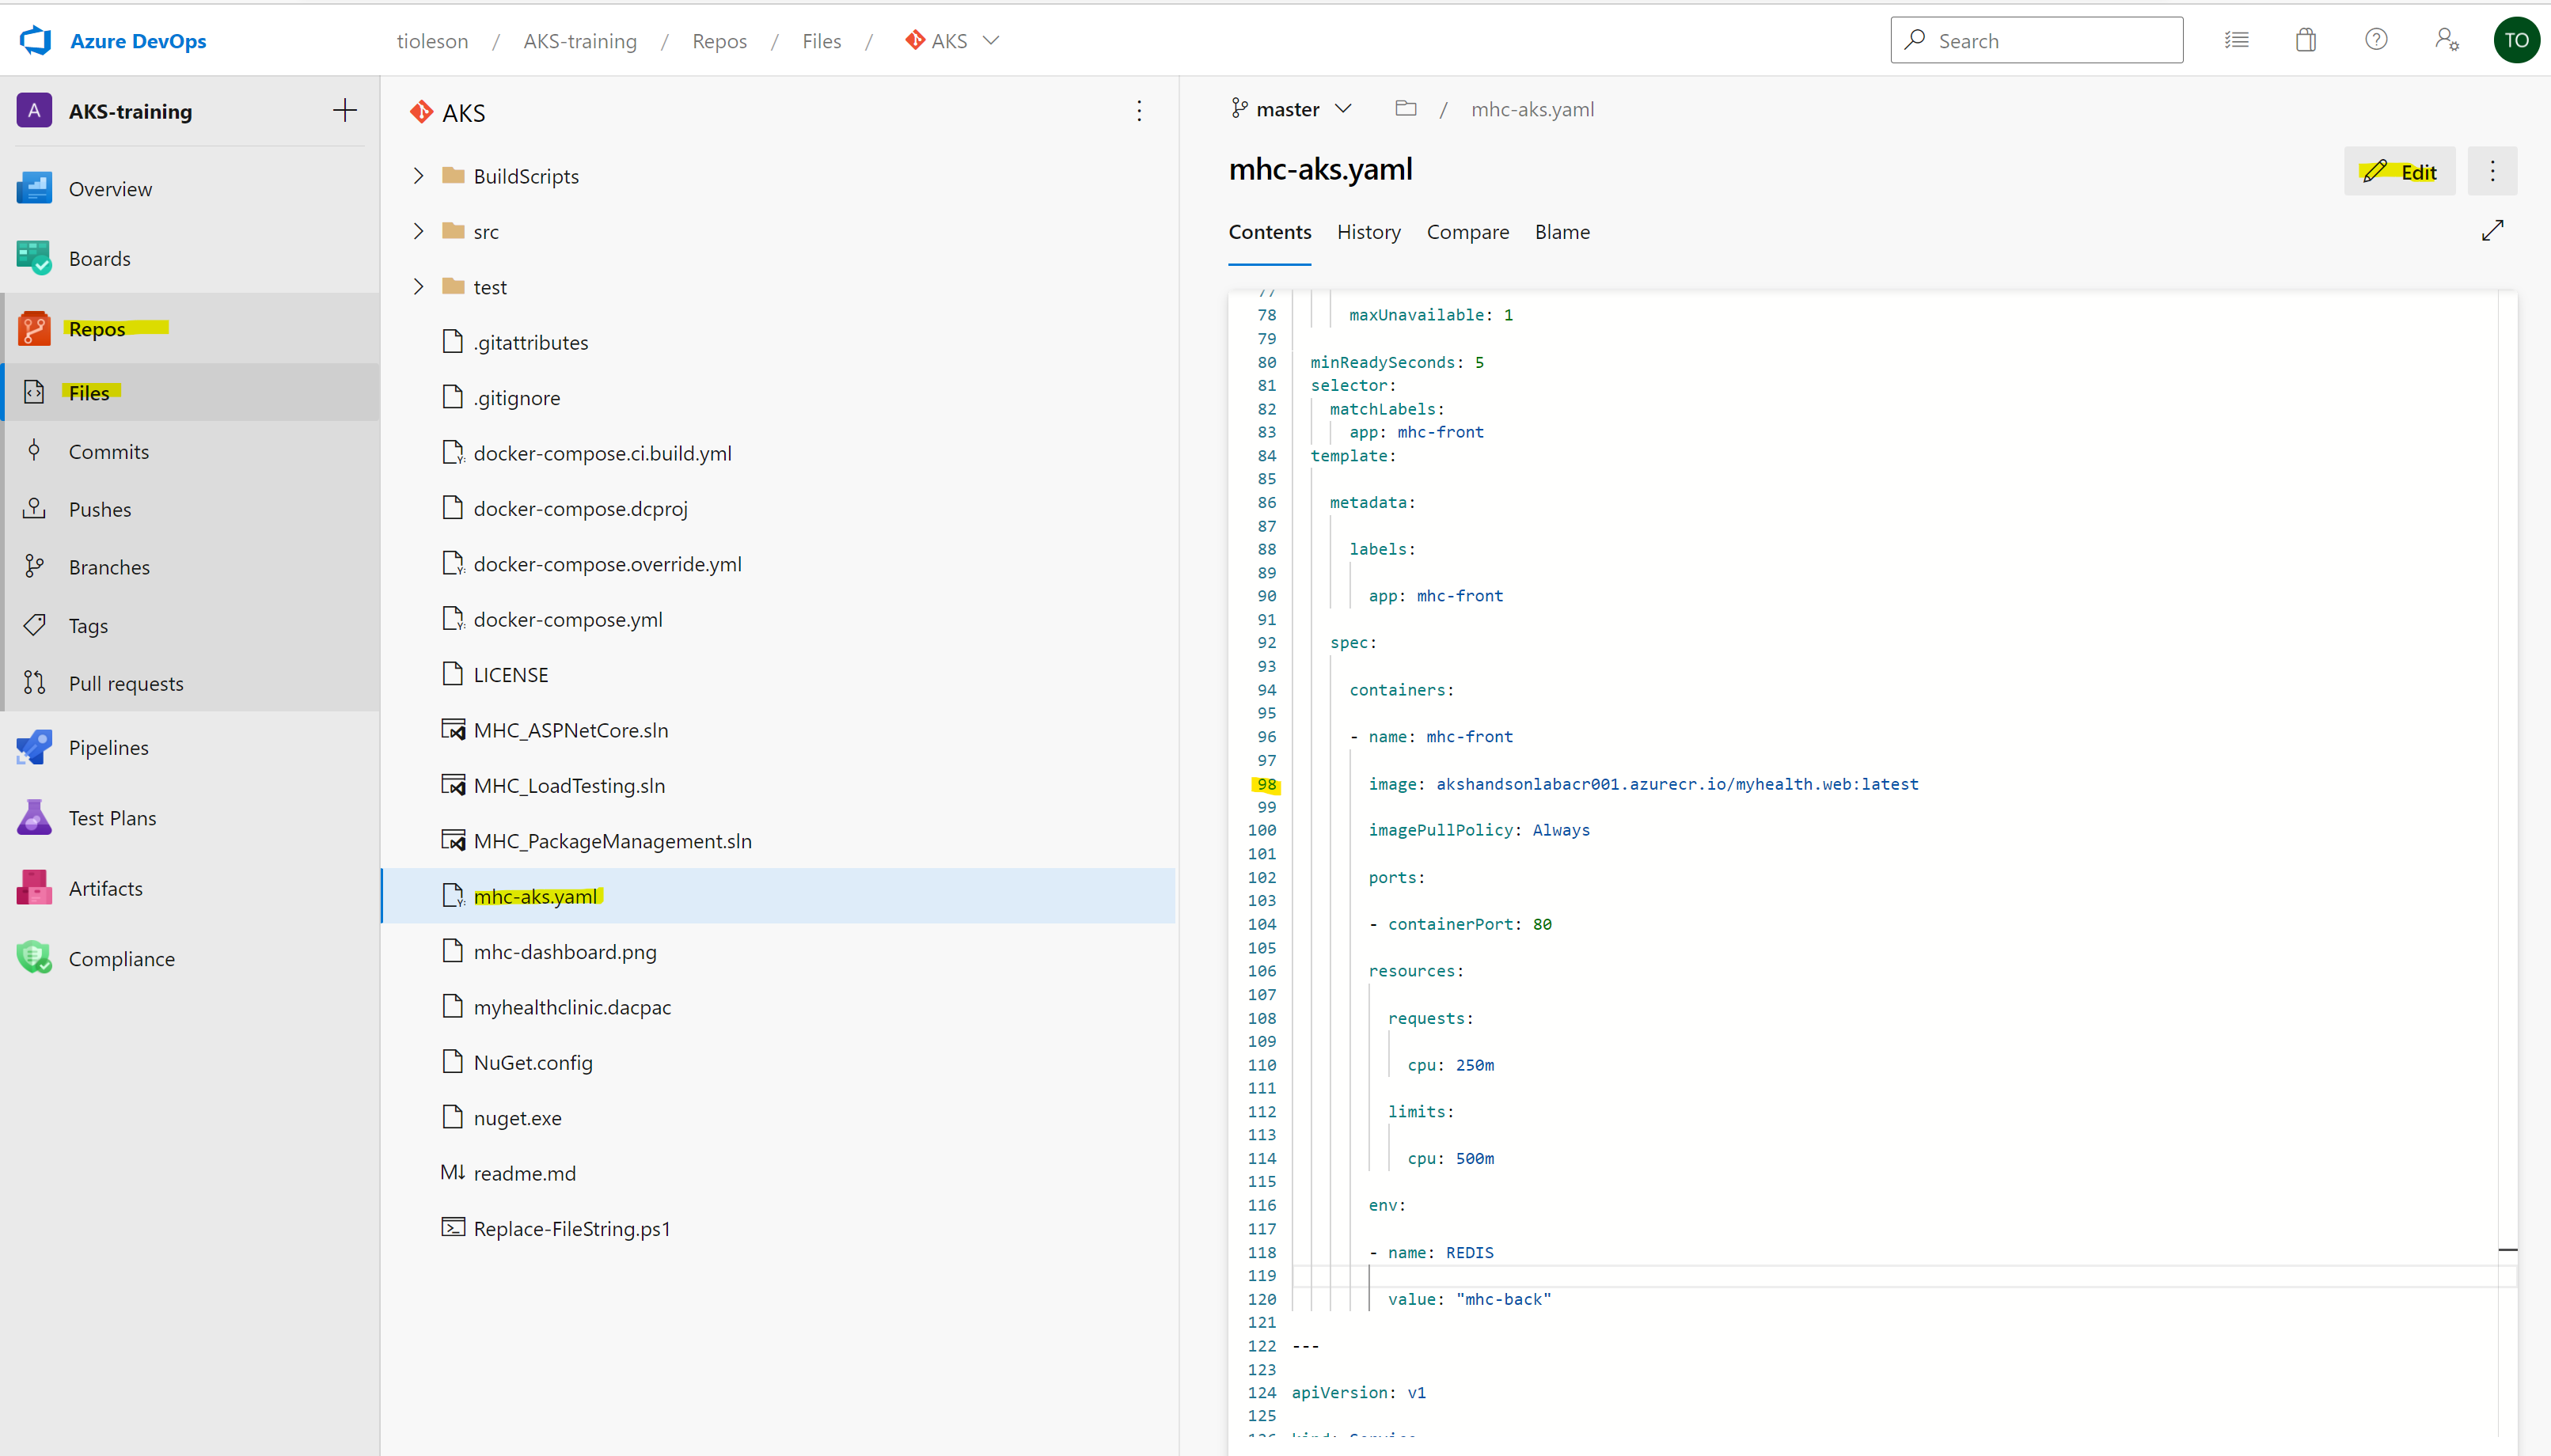 Azure DevOps
tioleson / AKS-training / Repos / Files / AKS
Search
TO
A AKS-training
Overview
Boards
Repos
Files
Commits
Pushes
Branches
Tags
Pull requests
Pipelines
Test Plans
Artifacts
Compliance
AKS
BuildScripts
src
test
.gitattributes
.gitignore
docker-compose.ci.build.yml
docker-compose.dcproj
docker-compose.override.yml
docker-compose.yml
LICENSE
MHC_ASPNetCore.sln
MHC_LoadTesting.sln
MHC_PackageManagement.sln
mhc-aks.yaml
mhc-dashboard.png
myhealthclinic.dacpac
NuGet.config
nuget.exe
M↓ readme.md
Replace-FileString.ps1
master / mhc-aks.yaml
mhc-aks.yaml
Edit
Contents History Compare Blame
77
78 maxUnavailable: 1
79
80 minReadySeconds: 5
81 selector:
82 matchLabels:
83 app: mhc-front
84 template:
85
86 metadata:
87
88 labels:
89
90 app: mhc-front
91
92 spec:
93
94 containers:
95
96 - name: mhc-front
97
98 image: akshandsonlabacr001.azurecr.io/myhealth.web:latest
99
100 imagePullPolicy: Always
101
102 ports:
103
104 - containerPort: 80
105
106 resources:
107
108 requests:
109
110 cpu: 250m
111
112 limits:
113
114 cpu: 500m
115
116 env:
117
118 - name: REDIS
119
120 value: "mhc-back"
121
122 ---
123
124 apiVersion: v1
125
126 kind: Service